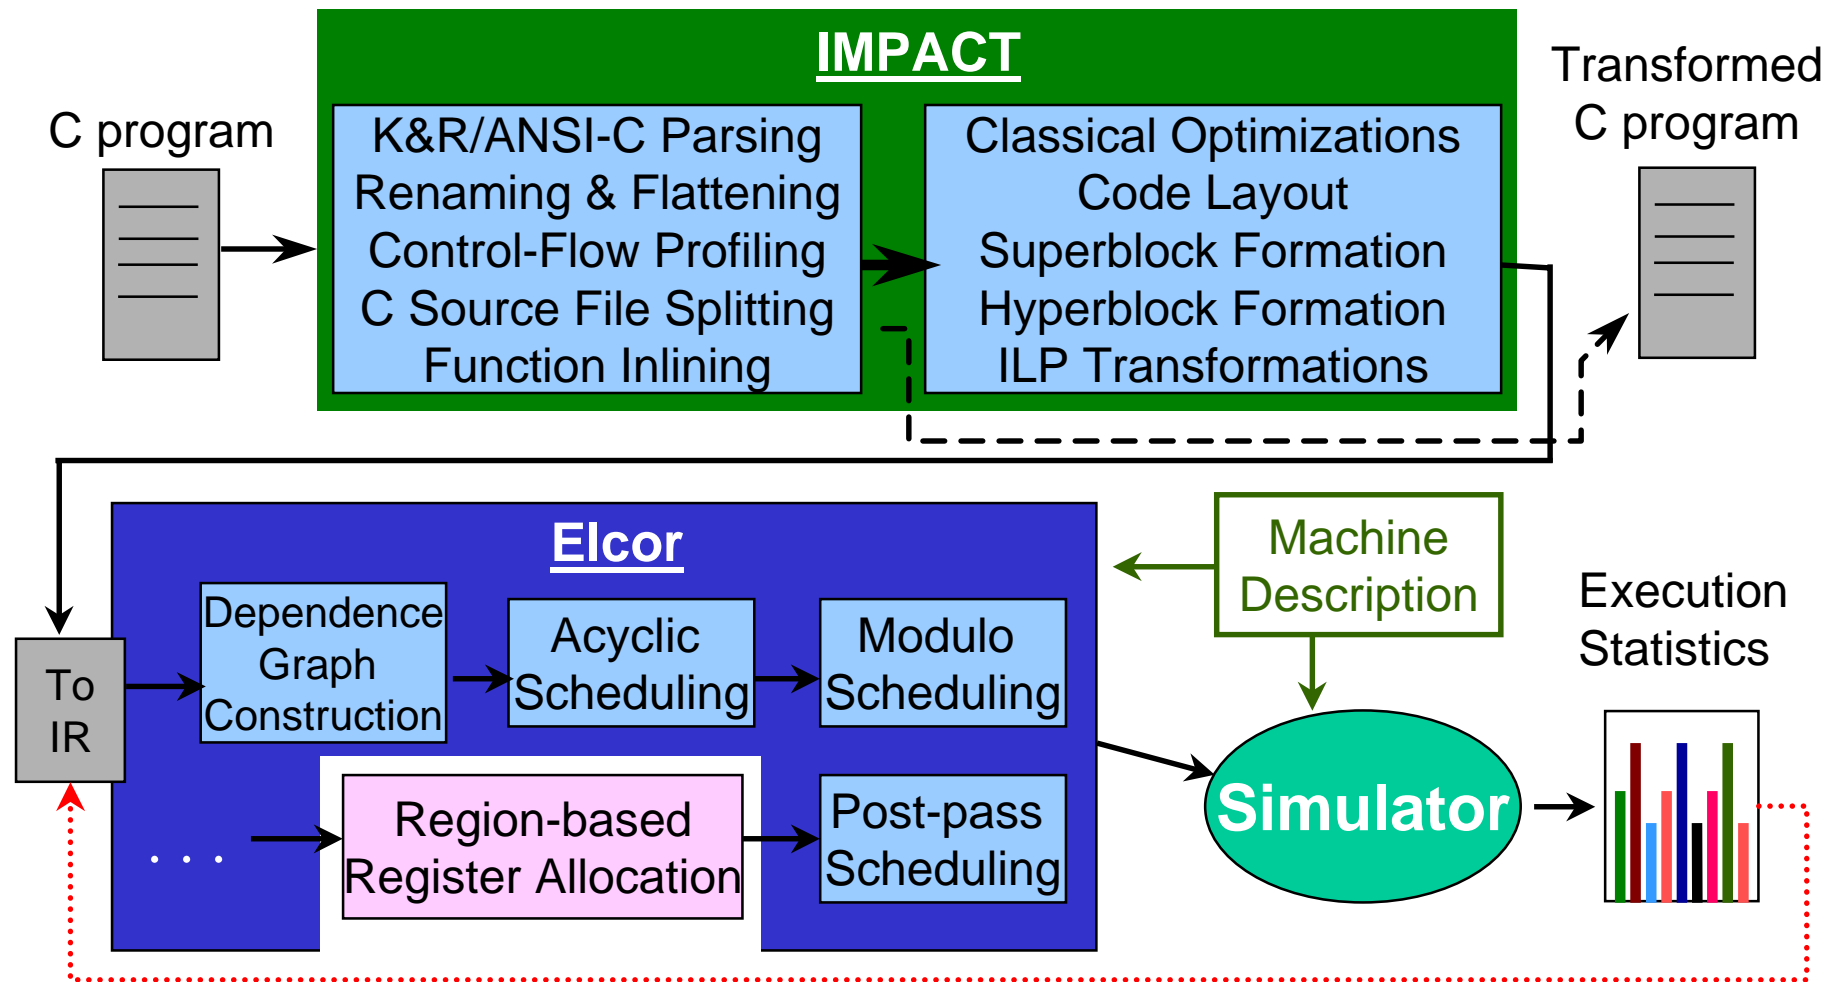 IMPACT
Transformed
C program
C program
K&R/ANSI-C Parsing
Renaming & Flattening
Control-Flow Profiling
C Source File Splitting
Function Inlining
Classical Optimizations
Code Layout
Superblock Formation
Hyperblock Formation
ILP Transformations
Elcor
Machine
Description
Execution
Statistics
To
IR
Dependence
Graph
Construction
Acyclic
Scheduling
Modulo
Scheduling
. . .
Region-based
Register Allocation
Post-pass
Scheduling
Simulator